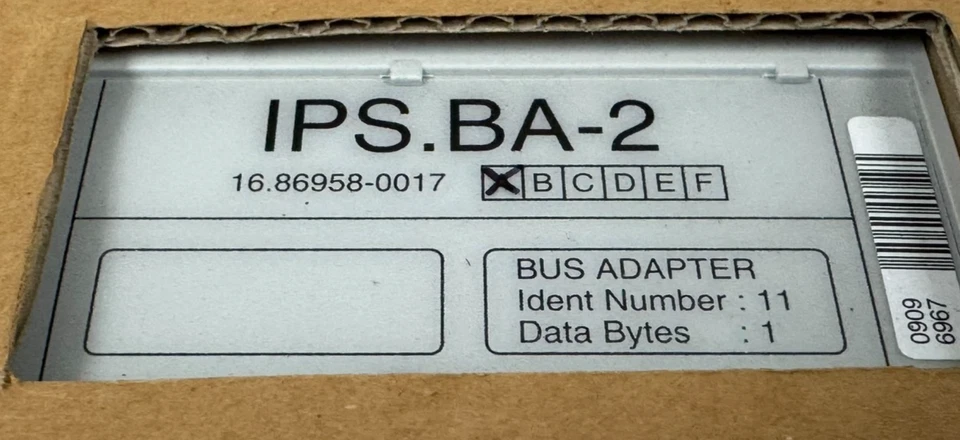 IPS.BA-2
16.86958-0017 B C D E F
BUS ADAPTER
Ident Number : 11
Data Bytes : 1
0909
6967